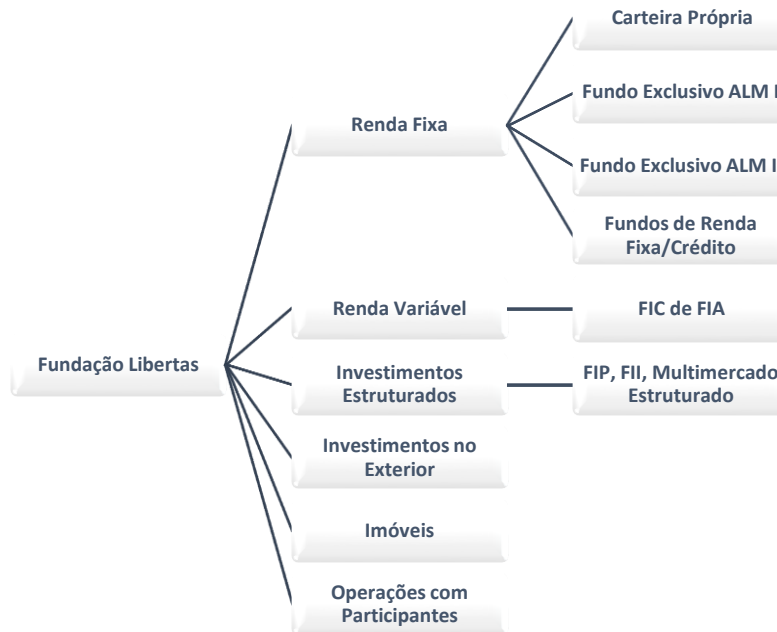 Carteira Própria
Fundo Exclusivo ALM I
Renda Fixa
Fundo Exclusivo ALM I
Fundos de Renda
Fixa/Crédito
Renda Variável
FIC de FIA
Fundação Libertas
Investimentos
Estruturados
FIP, FII, Multimercado
Estruturado
Investimentos no
Exterior
Imóveis
Operações com
Participantes